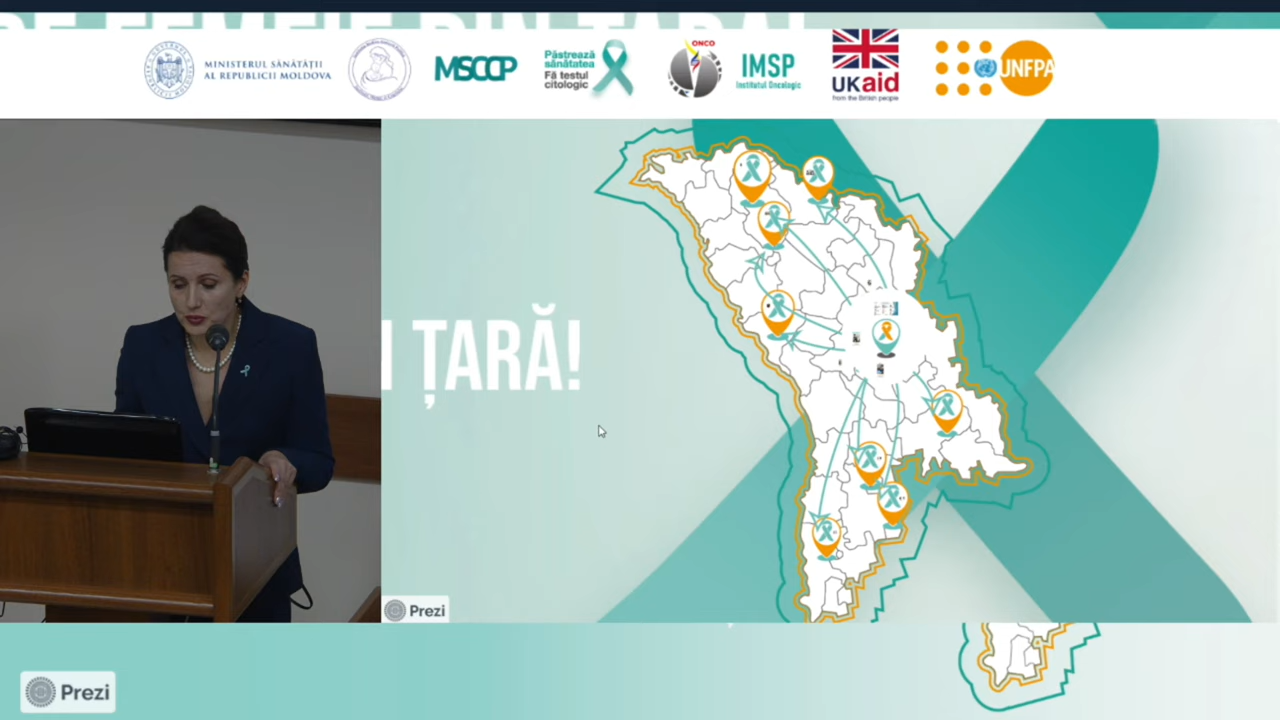 MINISTERUL SĂNĂTĂȚII
AL REPUBLICII MOLDOVA
MSCCP
Păstrează
sănătatea
Fă testul
citologic
ONCO
IMSP
Institutul Oncologic
UKaid
from the British people
UNFPA
ȚARĂ!
Prezi
Prezi